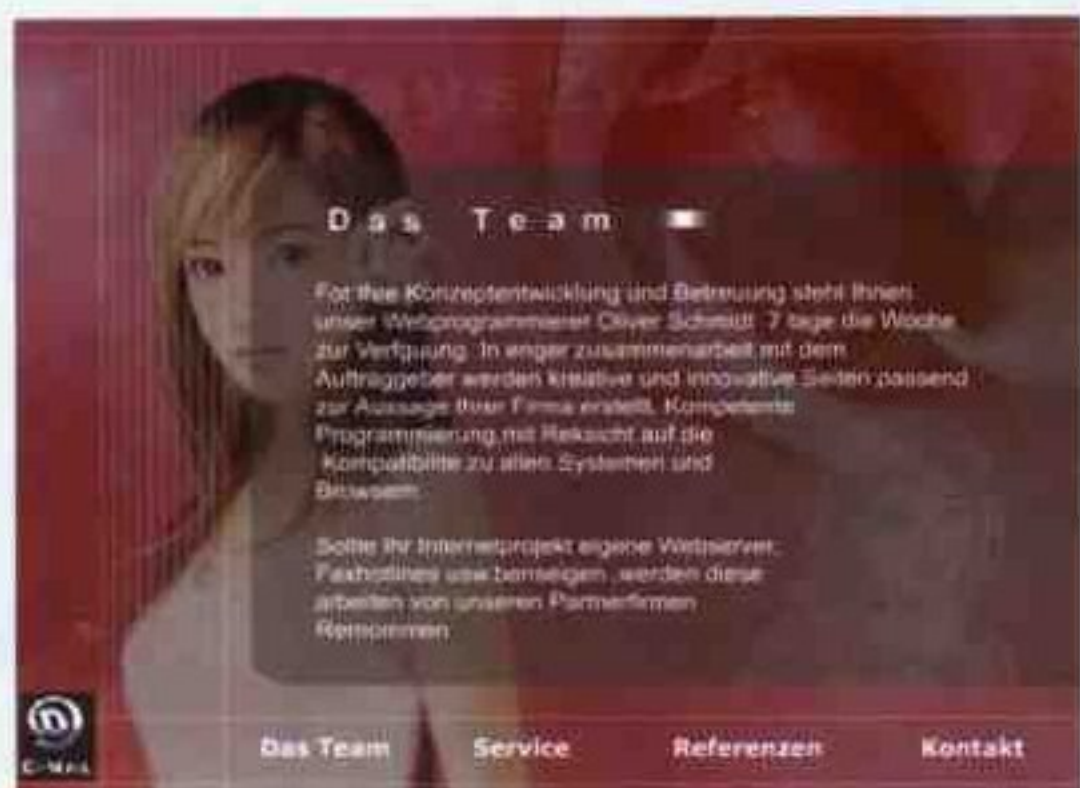 Das Team
Für Ihre Konzeptentwicklung und Betreuung steht Ihnen
unser Webprogrammierer Oliver Schmidt 7 tage die Woche
zur Verfguung. In enger zusammenarbeit mit dem
Auftraggeber werden kreative und innovative Seiten passend
zur Aussage Ihrer Firma erstellt. Kompetente
Programmierung mit auf die
zu allen Systemen und
Browsern
Sollte Ihr Internetprojekt eigene Webserver,
Faxhotlines usw. werden diese
arbeiten von unseren Partnerfirmen
Das Team Service Referenzen Kontakt